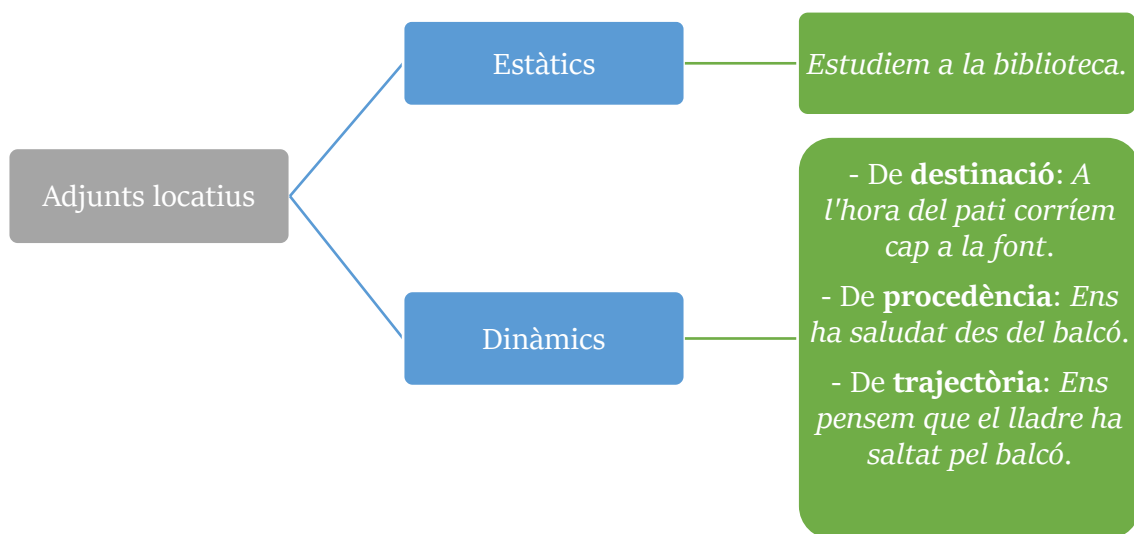 Adjunts locatius
Estàtics
Estudiem a la biblioteca.
Dinàmics
- De destinació: A
l'hora del pati corríem
cap a la font.
- De procedència: Ens
ha saludat des del balcó.
- De trajectòria: Ens
pensem que el lladre ha
saltat pel balcó.